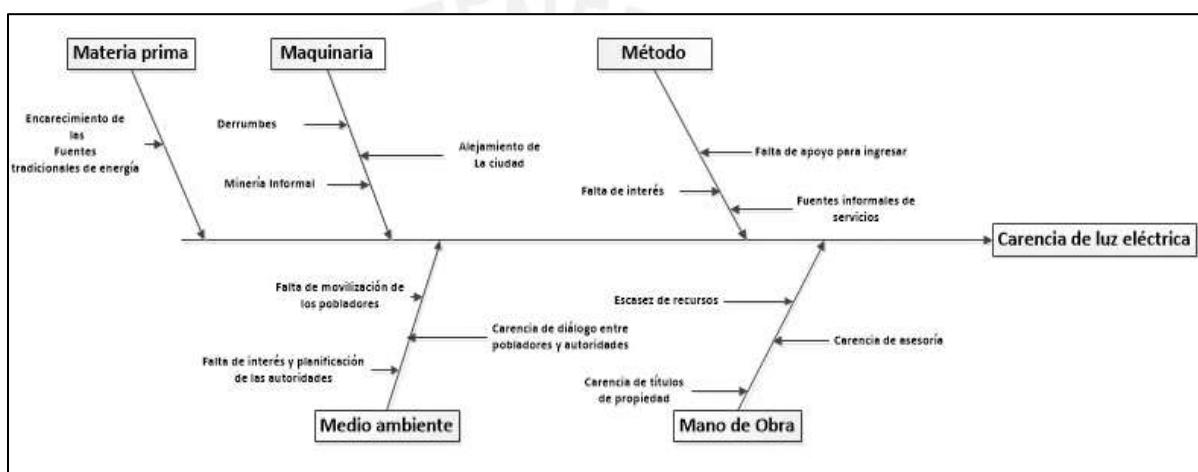 Materia prima
Maquinaria
Método
Encarecimiento de
las
Fuentes
tradicionales de energía
Derrumbes
Alejamiento de
La ciudad
Minería Informal
Falta de apoyo para ingresar
Falta de interés
Fuentes informales de
servicios
Carencia de luz eléctrica
Falta de movilización de
los pobladores
Carencia de diálogo entre
pobladores y autoridades
Falta de interés y planificación
de las autoridades
Escasez de recursos
Carencia de asesoría
Carencia de títulos
de propiedad
Medio ambiente
Mano de Obra